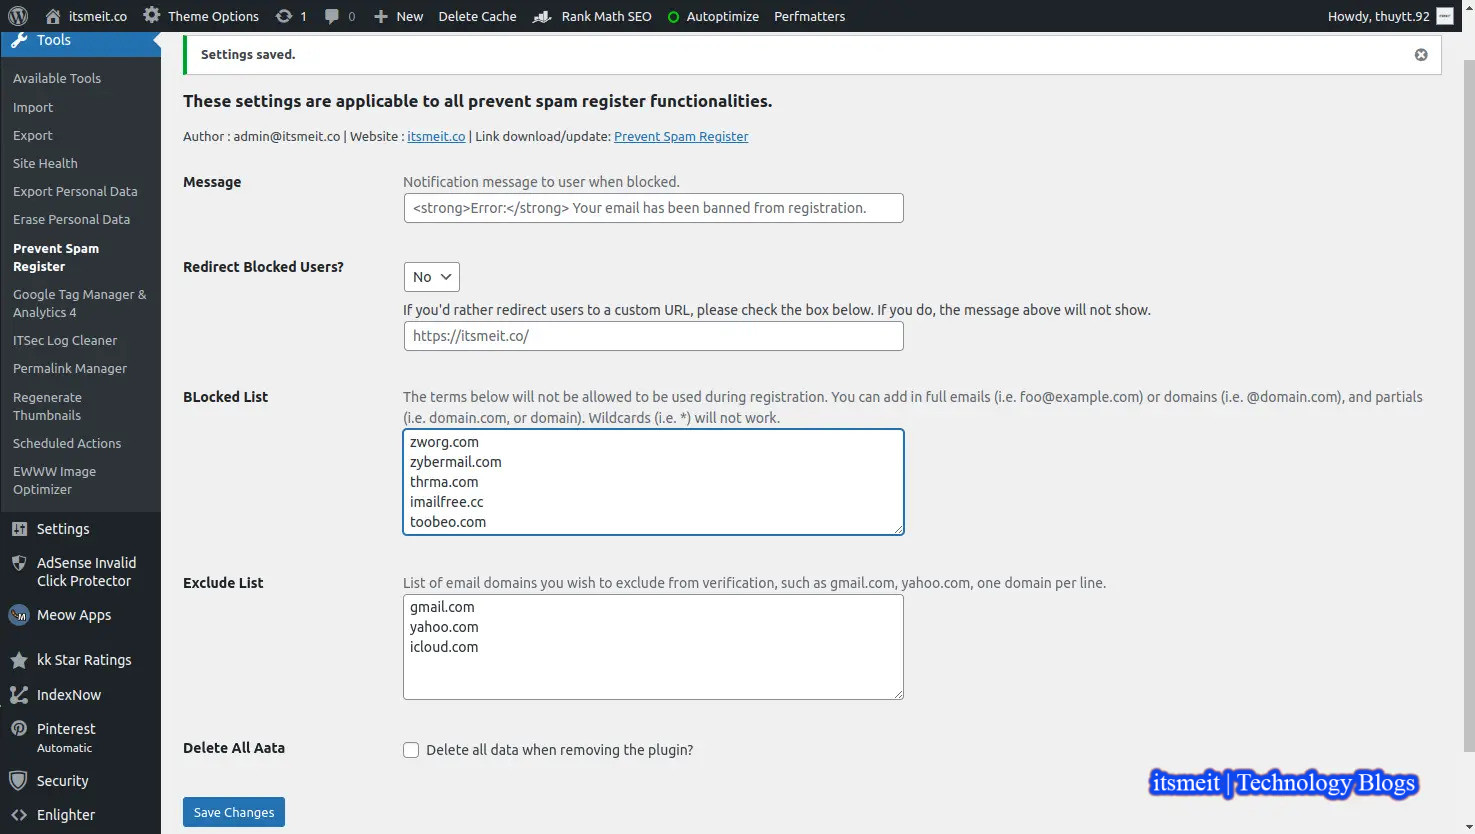 itsmeit.co
Theme Options
1
0
New
Delete Cache
Rank Math SEO
Autoptimize
Perfmatters
Howdy, thuytt.92
Tools
Available Tools
Import
Export
Site Health
Export Personal Data
Erase Personal Data
Prevent Spam
Register
Google Tag Manager &
Analytics 4
ITSec Log Cleaner
Permalink Manager
Regenerate
Thumbnails
Scheduled Actions
EWWW Image
Optimizer
Settings
AdSense Invalid
Click Protector
Meow Apps
kk Star Ratings
IndexNow
Pinterest
Automatic
Security
Enlighter
Settings saved.
These settings are applicable to all prevent spam register functionalities.
Author : admin@itsmeit.co | Website : itsmeit.co | Link download/update: Prevent Spam Register
Message
Notification message to user when blocked.
<strong>Error:</strong> Your email has been banned from registration.
Redirect Blocked Users?
No
If you'd rather redirect users to a custom URL, please check the box below. If you do, the message above will not show.
https://itsmeit.co/
BLocked List
The terms below will not be allowed to be used during registration. You can add in full emails (i.e. foo@example.com) or domains (i.e. @domain.com), and partials
(i.e. domain.com, or domain). Wildcards (i.e. *) will not work.
zworg.com
zybermail.com
thrma.com
imailfree.cc
toobeo.com
Exclude List
List of email domains you wish to exclude from verification, such as gmail.com, yahoo.com, one domain per line.
gmail.com
yahoo.com
icloud.com
Delete All Aata
Delete all data when removing the plugin?
Save Changes
itsmeit | Technology Blogs